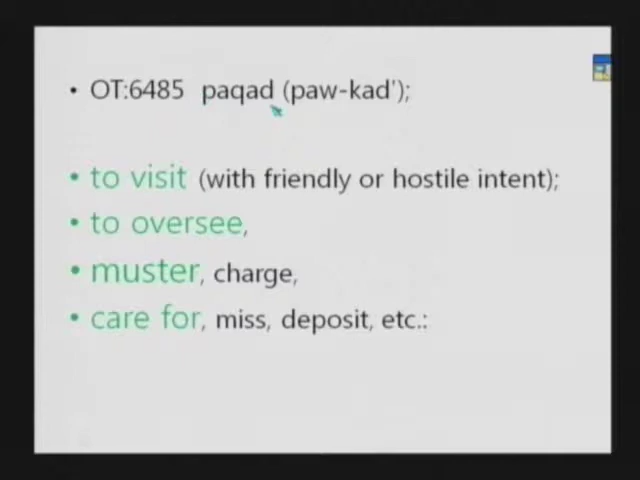 • OT:6485 paqad (paw-kad');
• to visit (with friendly or hostile intent);
• to oversee,
• muster, charge,
• care for, miss, deposit, etc.: